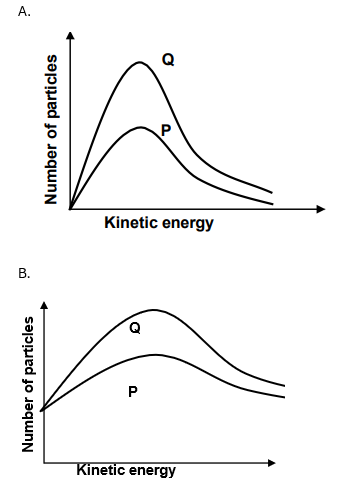 A.
Number of particles
Q
P
Kinetic energy
B.
Number of particles
Q
P
Kinetic energy